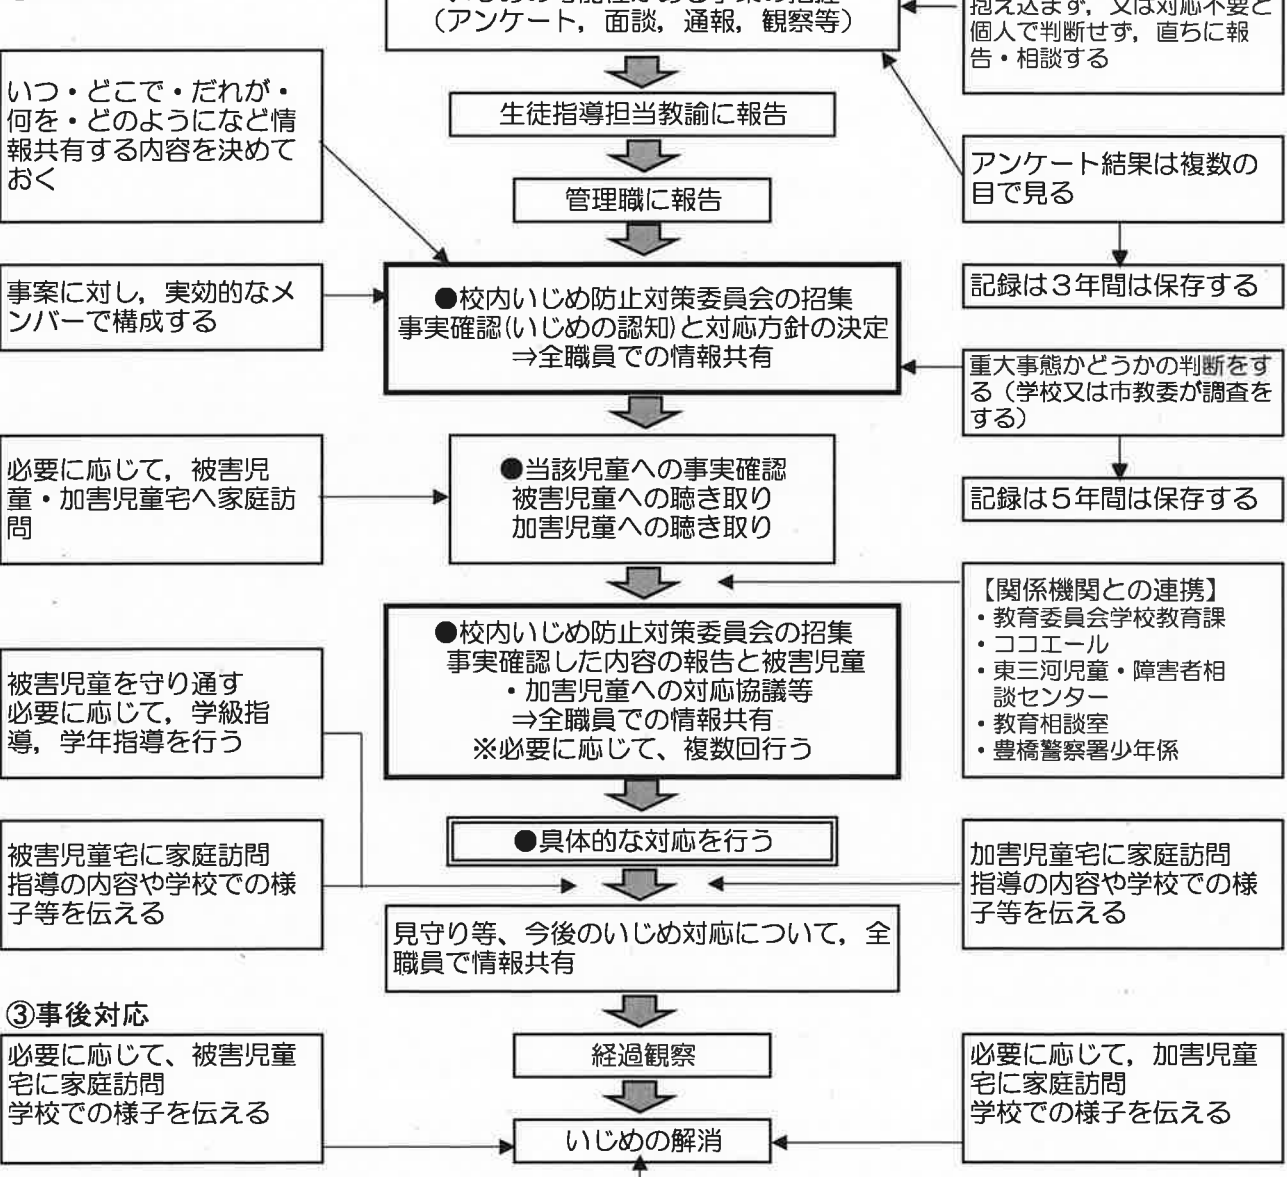 （アンケート，面談，通報，観察等）
抱え込まず，又は対応不要と
個人で判断せず，直ちに報
告・相談する
いつ・どこで・だれが・
何を・どのようになど情
報共有する内容を決めて
おく
生徒指導担当教諭に報告
アンケート結果は複数の
目で見る
管理職に報告
記録は３年間は保存する
事案に対し，実効的なメ
ンバーで構成する
●校内いじめ防止対策委員会の招集
事実確認(いじめの認知)と対応方針の決定
⇒全職員での情報共有
重大事態かどうかの判断をす
る（学校又は市教委が調査を
する）
記録は５年間は保存する
必要に応じて，被害児
童・加害児童宅へ家庭訪
問
●当該児童への事実確認
被害児童への聴き取り
加害児童への聴き取り
【関係機関との連携】
・教育委員会学校教育課
・ココエール
・東三河児童・障害者相
談センター
・教育相談室
・豊橋警察署少年係
●校内いじめ防止対策委員会の招集
事実確認した内容の報告と被害児童
・加害児童への対応協議等
⇒全職員での情報共有
※必要に応じて、複数回行う
被害児童を守り通す
必要に応じて，学級指
導，学年指導を行う
●具体的な対応を行う
被害児童宅に家庭訪問
指導の内容や学校での様
子等を伝える
加害児童宅に家庭訪問
指導の内容や学校での様
子等を伝える
見守り等、今後のいじめ対応について，全
職員で情報共有
③事後対応
必要に応じて、被害児童
宅に家庭訪問
学校での様子を伝える
経過観察
必要に応じて，加害児童
宅に家庭訪問
学校での様子を伝える
いじめの解消